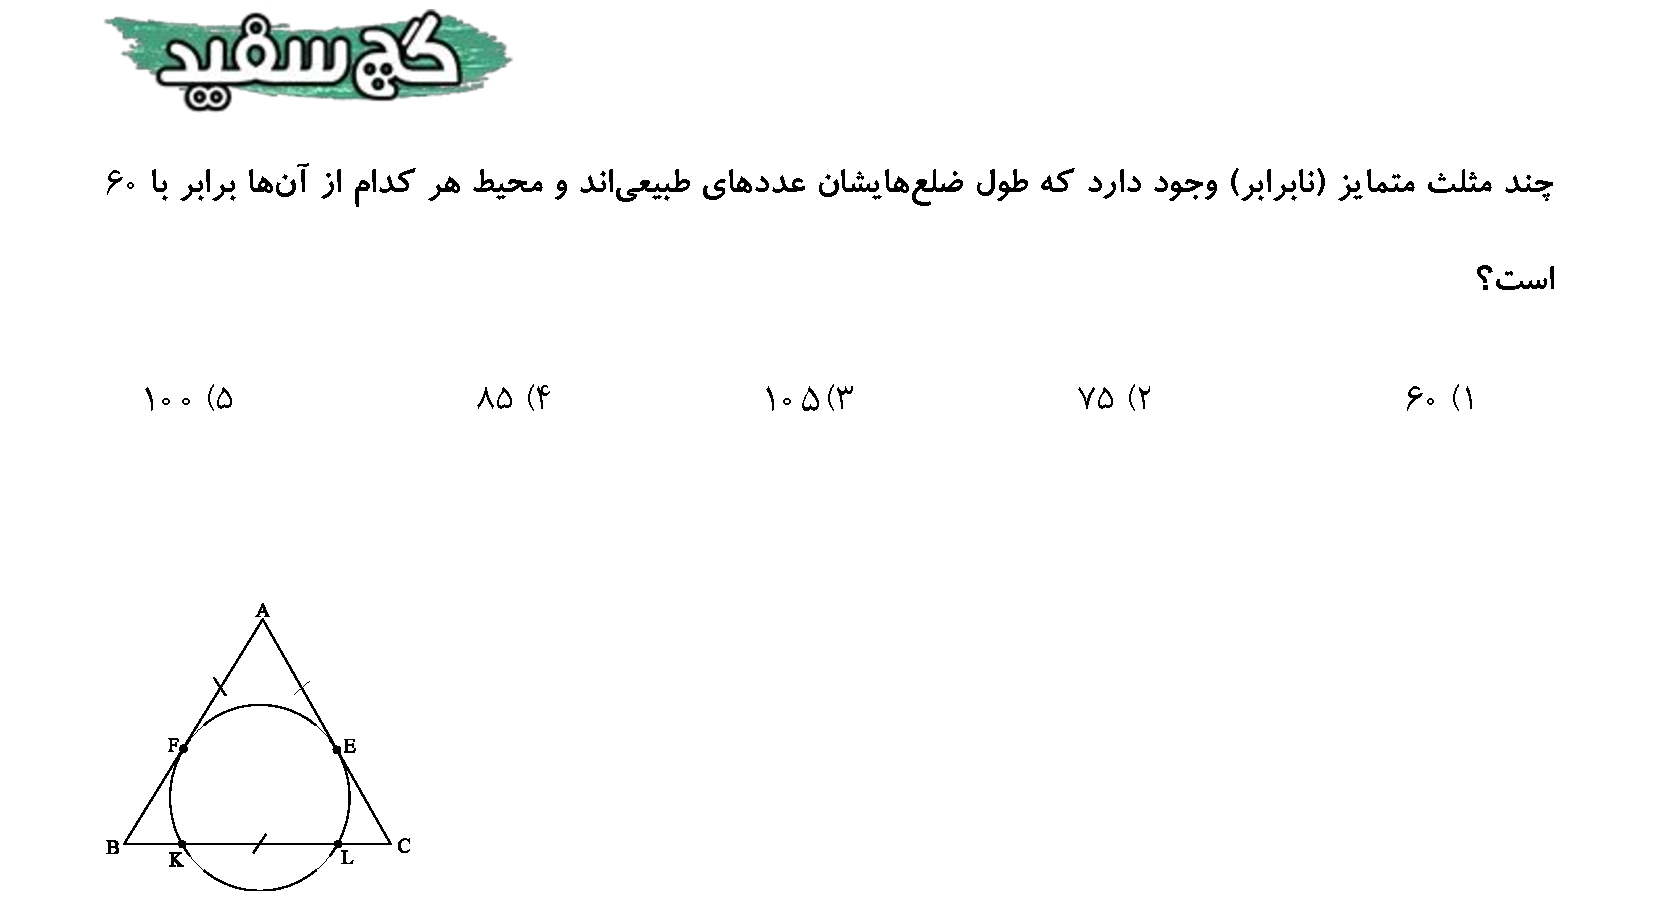 گچ سفید
چند مثلث متمایز (نابرابر) وجود دارد که طول ضلع‌هایشان عددهای طبیعی‌اند و محیط هر کدام از آن‌ها برابر با ۶۰
است؟
۱) ۶۰   ۲) ۷۵   ۳) ۱۰۵   ۴) ۸۵   ۵) ۱۰۰
A
F E
B K L C